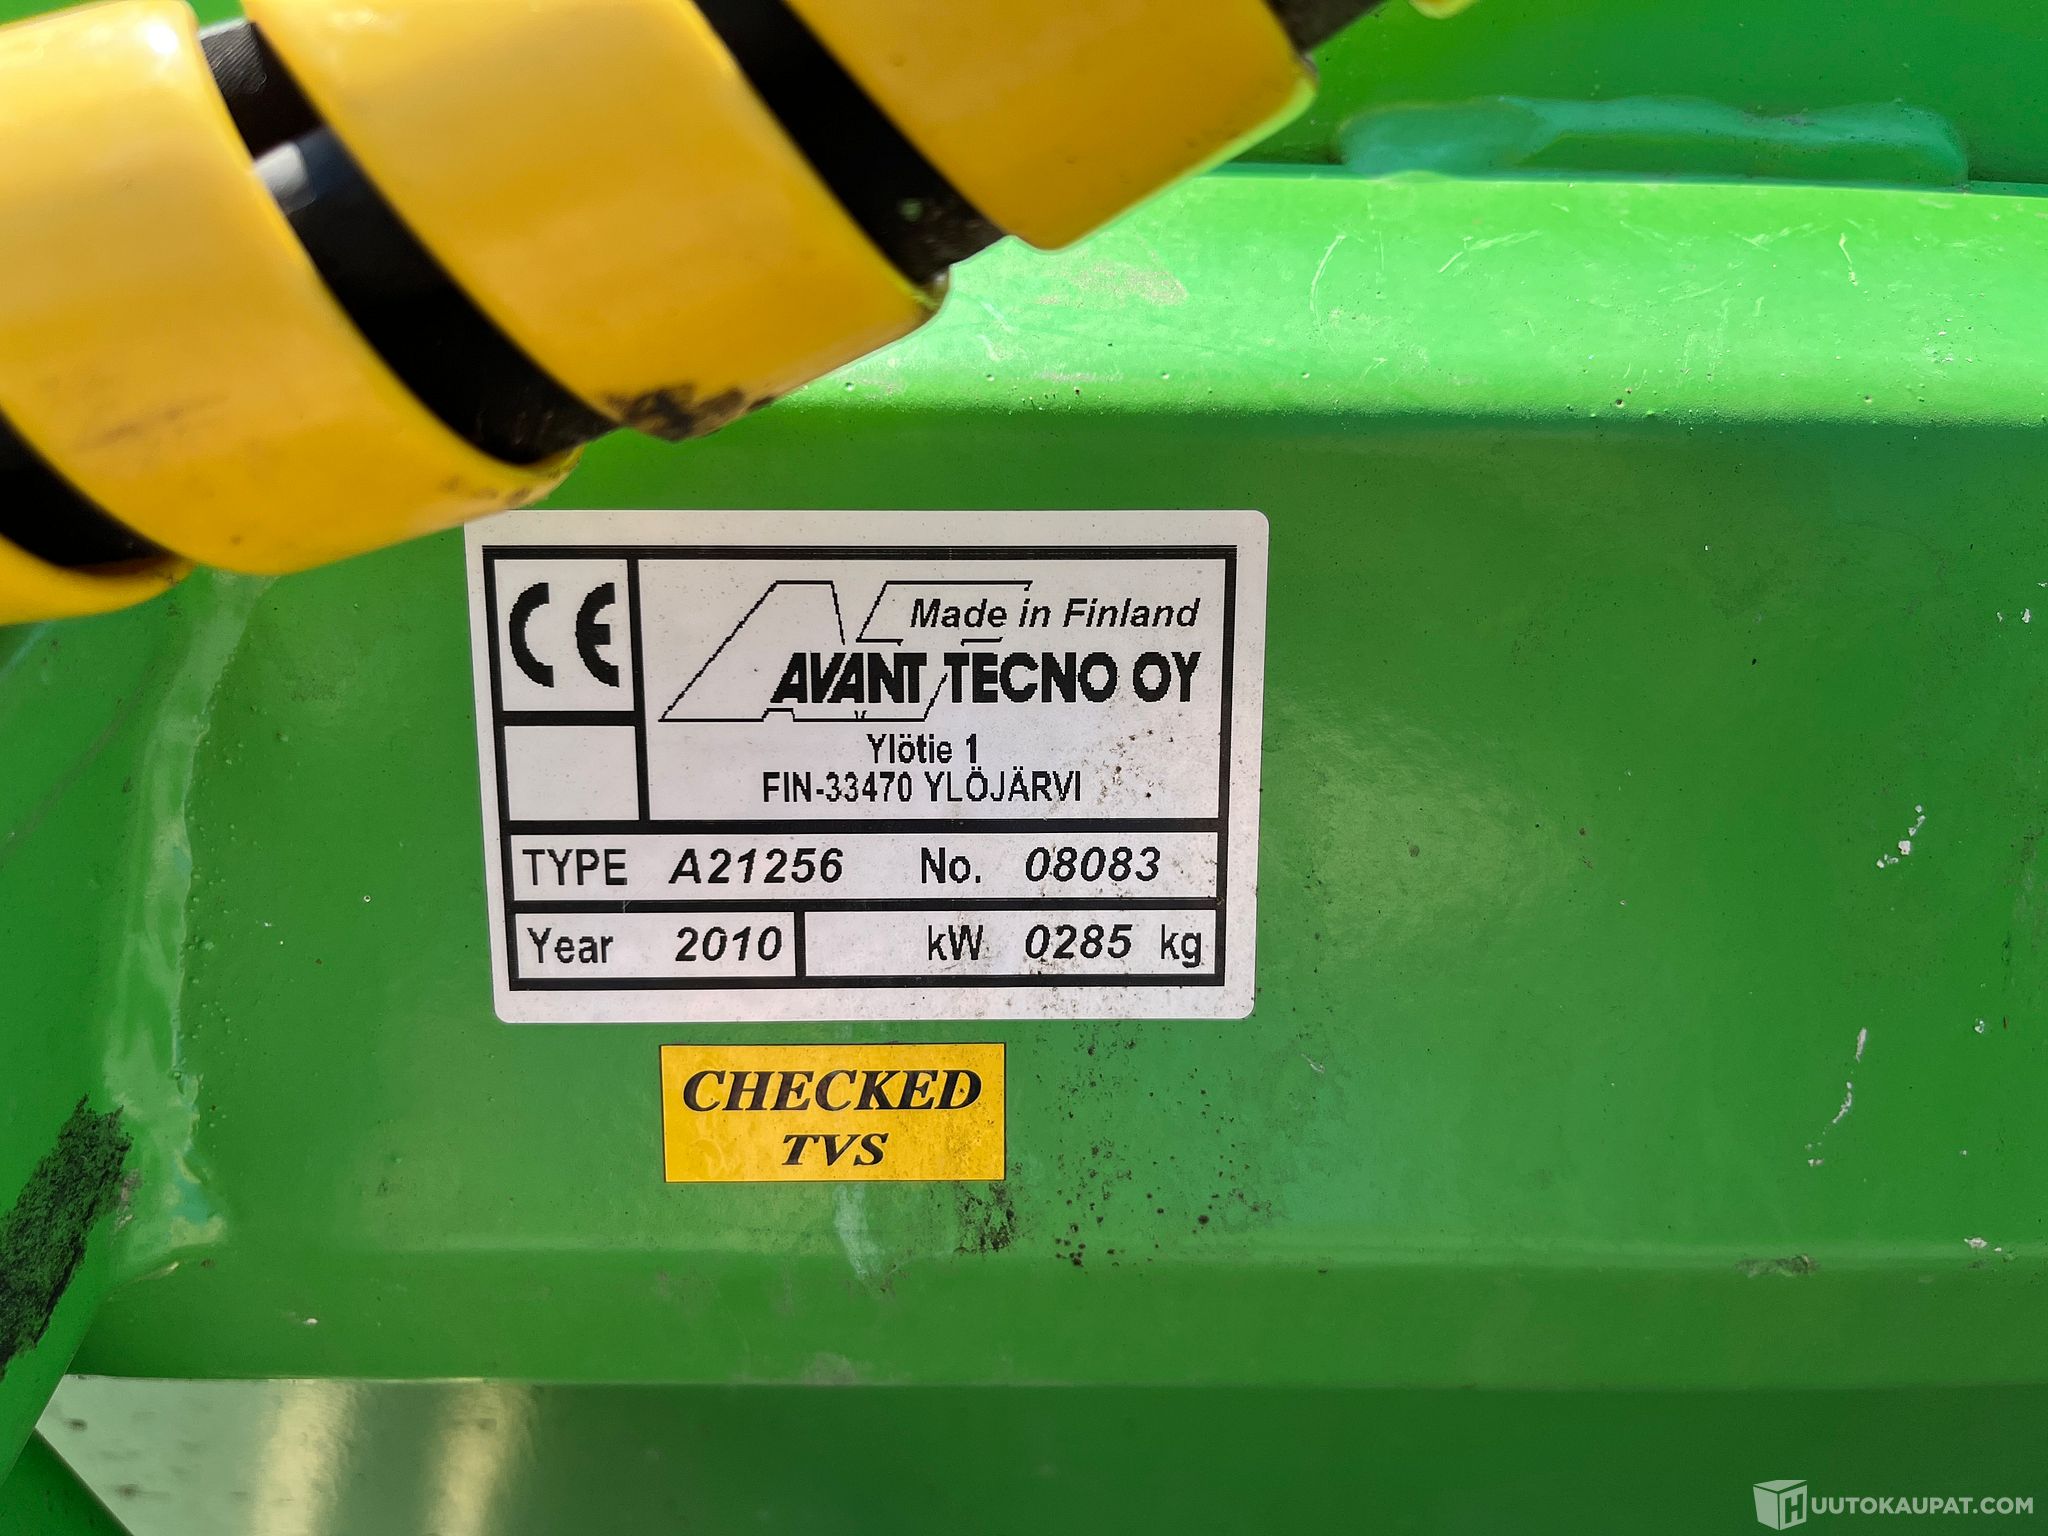 CE
Made in Finland
AVANT TECNO OY
Ylötie 1
FIN-33470 YLÖJÄRVI
TYPE A21256 No. 08083
Year 2010 kW 0285 kg
CHECKED
TVS
HUUTOKAUPAT.COM